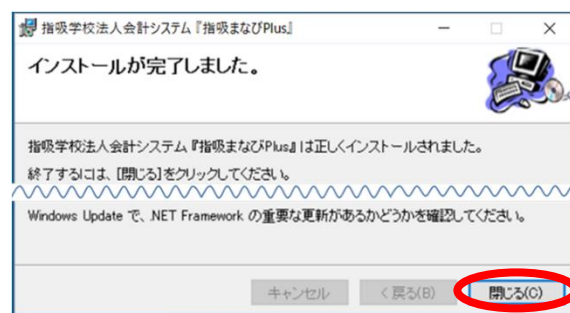 指吸学校法人会計システム『指吸まなびPlus』
インストールが完了しました。
指吸学校法人会計システム『指吸まなびPlus』は正しくインストールされました。
終了するには、[閉じる]をクリックしてください。
Windows Update で、.NET Framework の重要な更新があるかどうかを確認してください。
キャンセル
< 戻る(B)
閉じる(C)